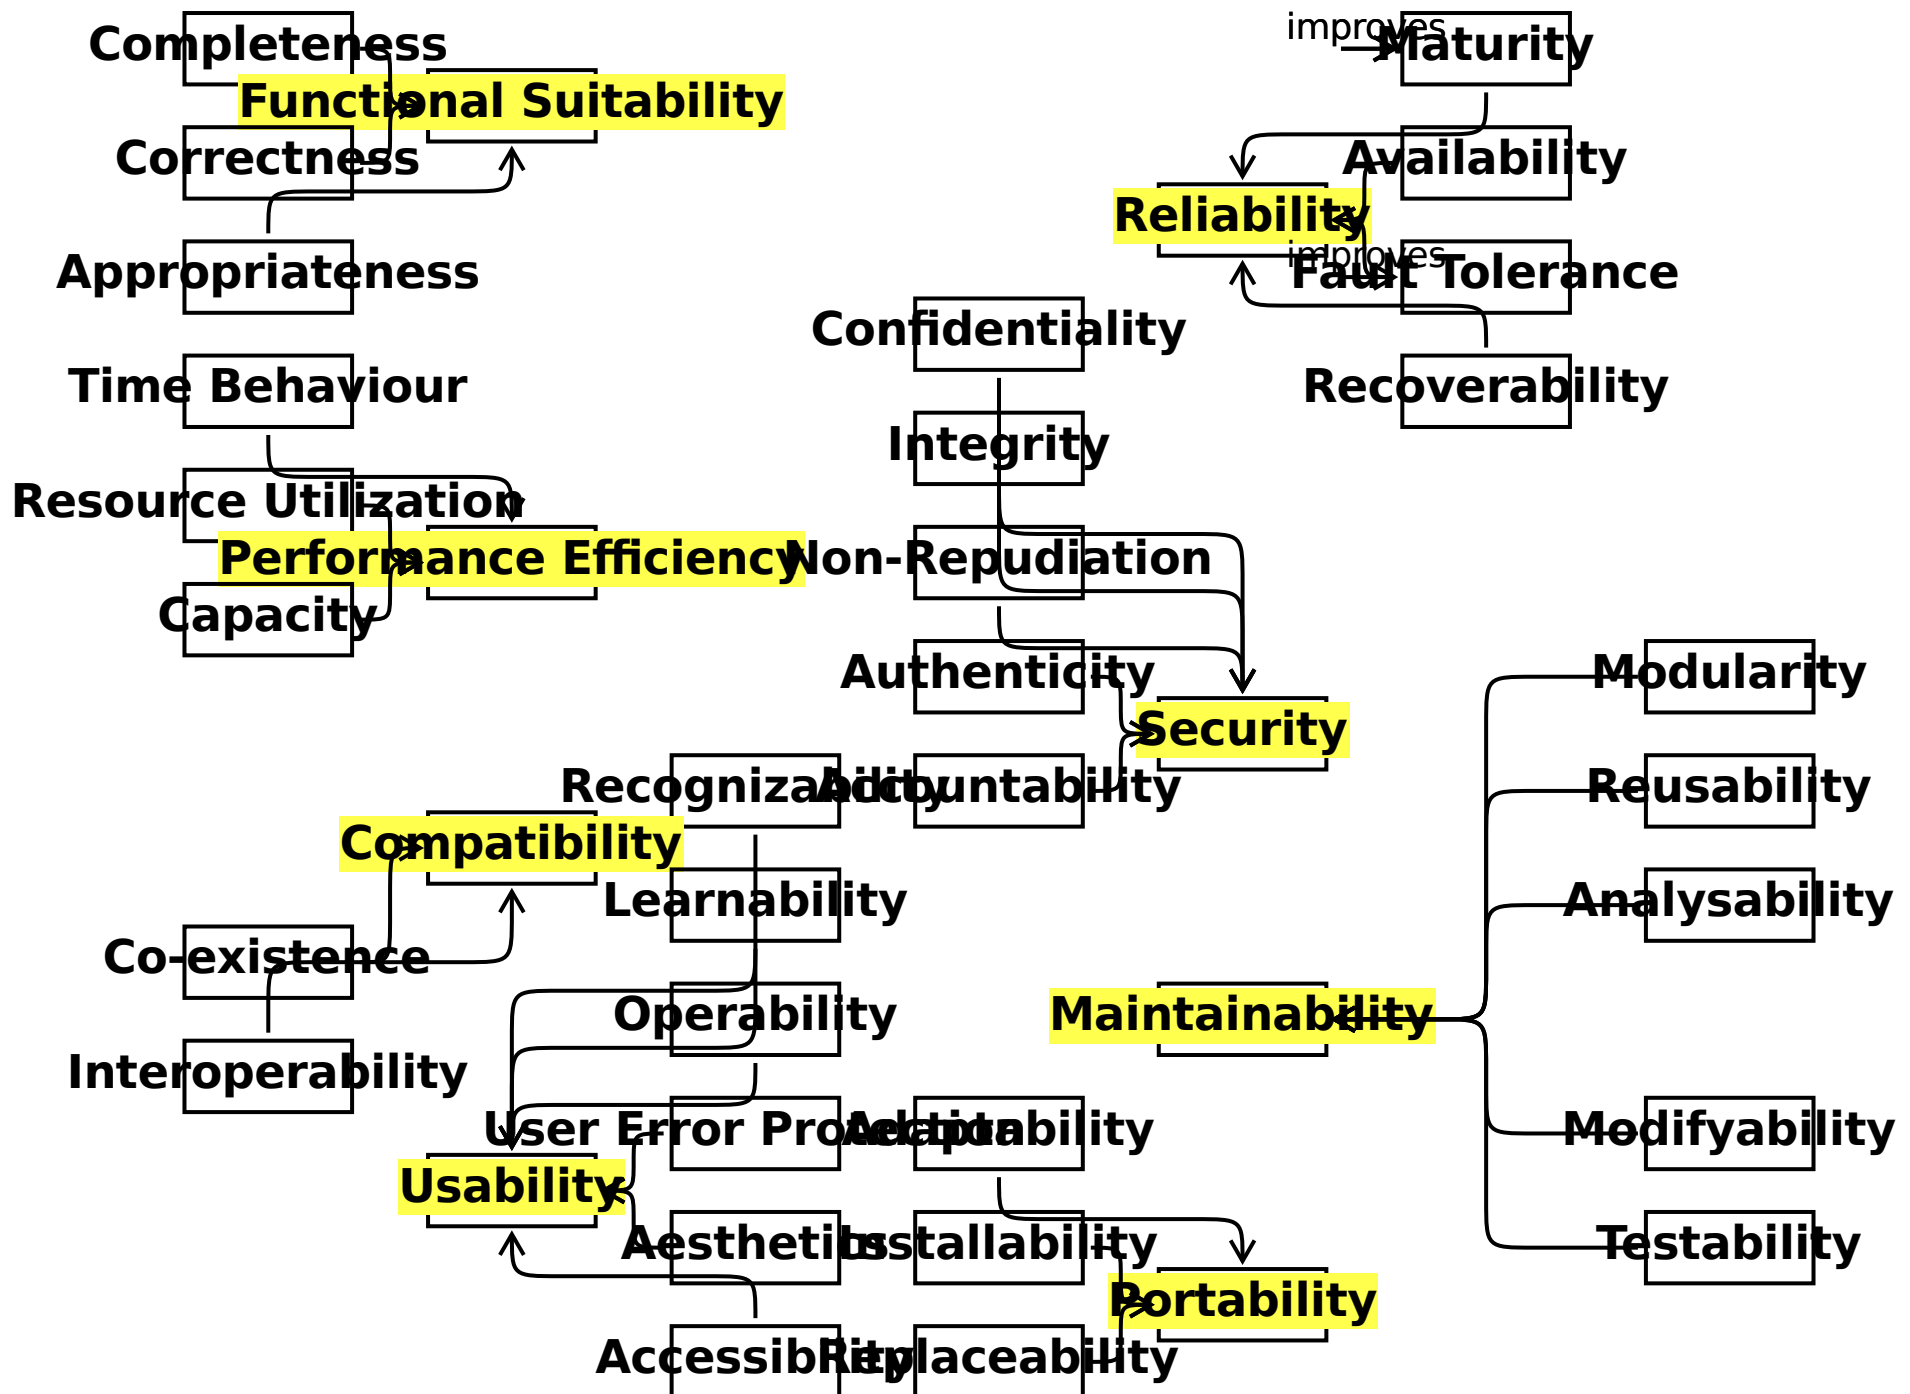 Completeness
Functional Suitability
Correctness
Appropriateness
Time Behaviour
Resource Utilization
Performance Efficiency
Capacity
improves
Maturity
Availability
Reliability
improves
Fault Tolerance
Recoverability
Confidentiality
Integrity
Non-Repudiation
Authenticity
Security
Accountability
Recognizability
Compatibility
Learnability
Co-existence
Operability
Interoperability
User Error Protection
Usability
Aesthetics
Accessibility
Adaptability
Installability
Portability
Replaceability
Modularity
Reusability
Analysability
Maintainability
Modifyability
Testability